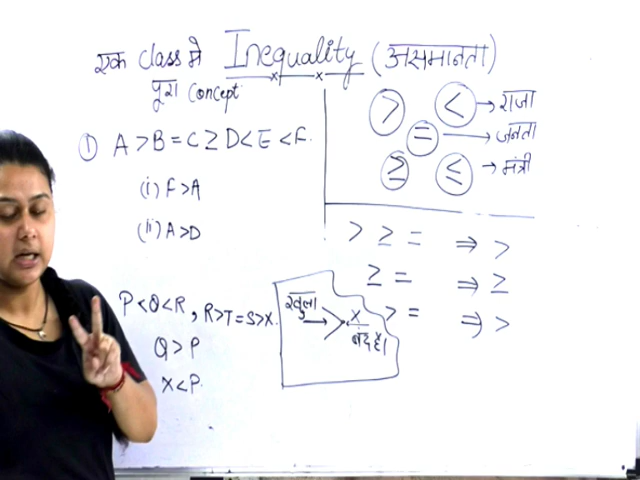 एक Class मे Inequality (असमानता)
पूरा Concept
① A > B = C ≥ D < E < F.
(i) F > A
(ii) A > D
P < Q < R, R > T = S > X.
Q > P
X < P.
> < → राजा
= → जनता
≥ ≤ → मंत्री
> ≥ = ⇒ >
≥ = ⇒ ≥
> = ⇒ >
खुला → > x
बंद है।